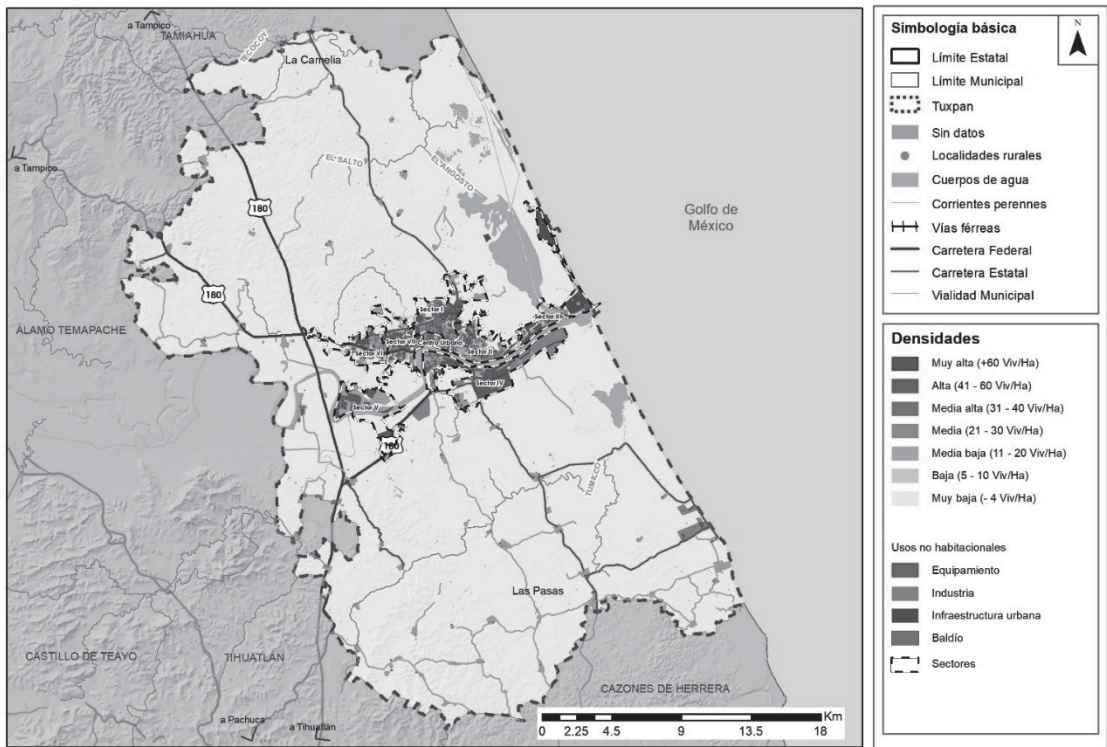 a Tampico
TAMIAHUA
TECOCOY
La Camelia
a Tampico
EL SALTO
EL ANGOSTO
Golfo de
México
180
180
ÁLAMO TEMAPACHE
Sector I
Sector III
Sector VII
Centro Urbano
Sector VI
Sector II
Sector IV
Sector V
180
TUMILCO
Las Pasas
CASTILLO DE TEAYO
TIHUATLÁN
CAZONES DE HERRERA
a Pachuca
a Tihuatlán
Km
0 2.25 4.5 9 13.5 18
Simbología básica
N
Límite Estatal
Límite Municipal
Tuxpan
Sin datos
Localidades rurales
Cuerpos de agua
Corrientes perennes
Vías férreas
Carretera Federal
Carretera Estatal
Vialidad Municipal
Densidades
Muy alta (+60 Viv/Ha)
Alta (41 - 60 Viv/Ha)
Media alta (31 - 40 Viv/Ha)
Media (21 - 30 Viv/Ha)
Media baja (11 - 20 Viv/Ha)
Baja (5 - 10 Viv/Ha)
Muy baja (- 4 Viv/Ha)
Usos no habitacionales
Equipamiento
Industria
Infraestructura urbana
Baldío
Sectores